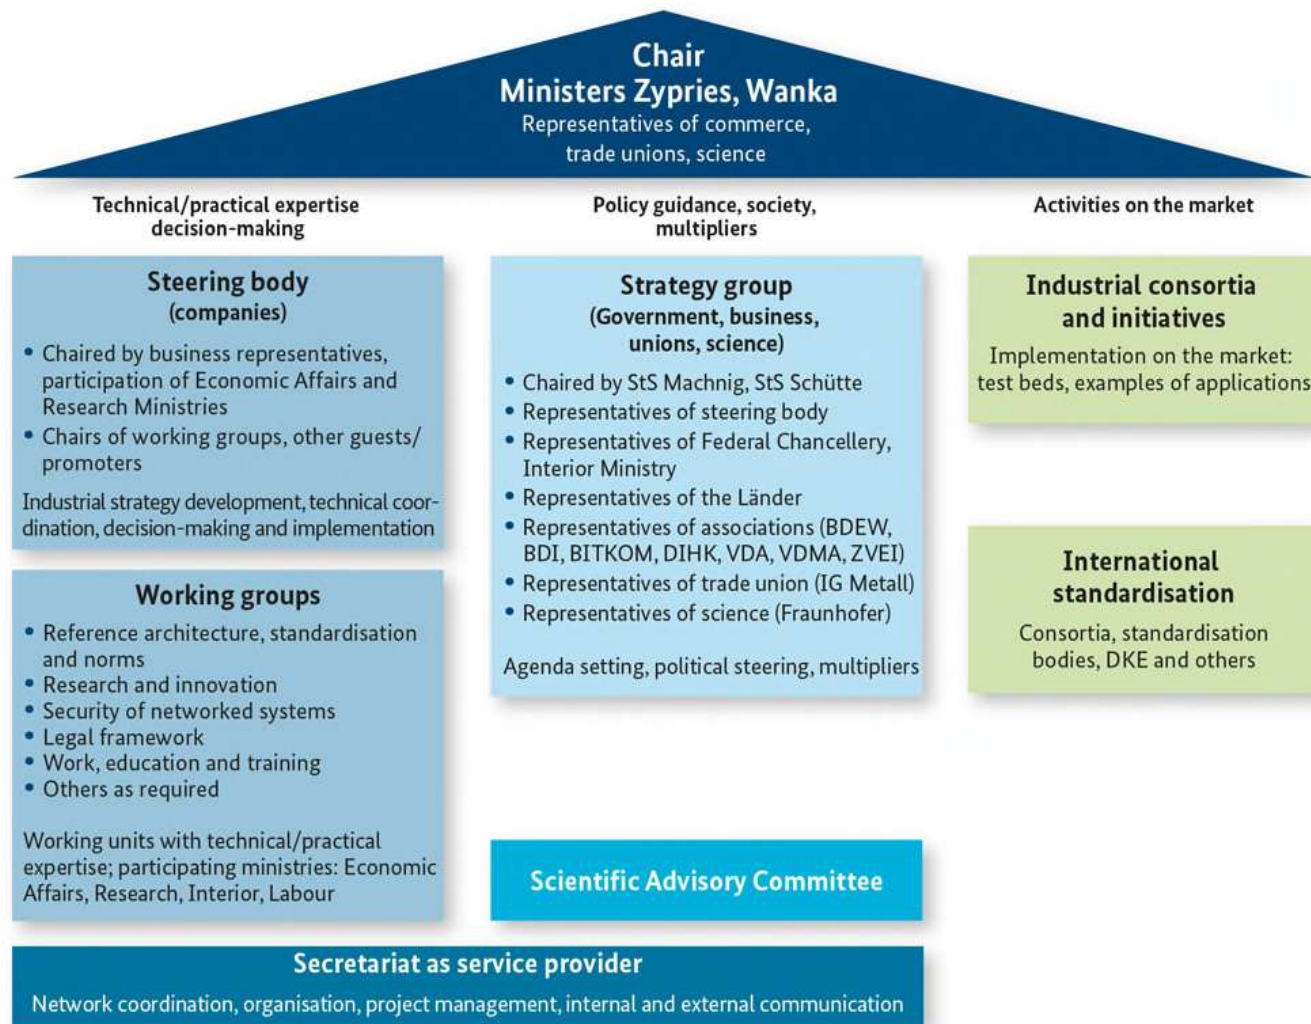 Chair
Ministers Zypries, Wanka
Representatives of commerce,
trade unions, science
Technical/practical expertise
decision-making
Steering body
(companies)
• Chaired by business representatives,
participation of Economic Affairs and
Research Ministries
• Chairs of working groups, other guests/
promoters
Industrial strategy development, technical coor-
dination, decision-making and implementation
Working groups
• Reference architecture, standardisation
and norms
• Research and innovation
• Security of networked systems
• Legal framework
• Work, education and training
• Others as required
Working units with technical/practical
expertise; participating ministries: Economic
Affairs, Research, Interior, Labour
Policy guidance, society,
multipliers
Strategy group
(Government, business,
unions, science)
• Chaired by StS Machnig, StS Schütte
• Representatives of steering body
• Representatives of Federal Chancellery,
Interior Ministry
• Representatives of the Länder
• Representatives of associations (BDEW,
BDI, BITKOM, DIHK, VDA, VDMA, ZVEI)
• Representatives of trade union (IG Metall)
• Representatives of science (Fraunhofer)
Agenda setting, political steering, multipliers
Scientific Advisory Committee
Activities on the market
Industrial consortia
and initiatives
Implementation on the market:
test beds, examples of applications
International
standardisation
Consortia, standardisation
bodies, DKE and others
Secretariat as service provider
Network coordination, organisation, project management, internal and external communication